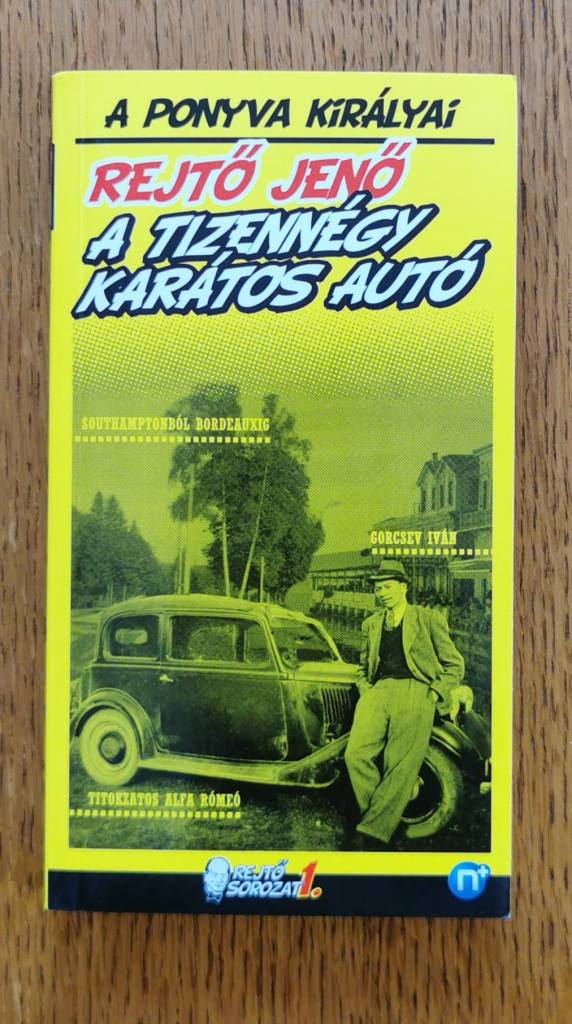 A PONYVA KIRÁLYAI
REJTŐ JENŐ
A TIZENNÉGY
KARÁTOS AUTÓ
SOUTHAMPTONBÓL BORDEAUXIG
GORCSEV IVÁN
TITOKZATOS ALFA RÓMEÓ
REJTŐ
SOROZAT 1.
n+